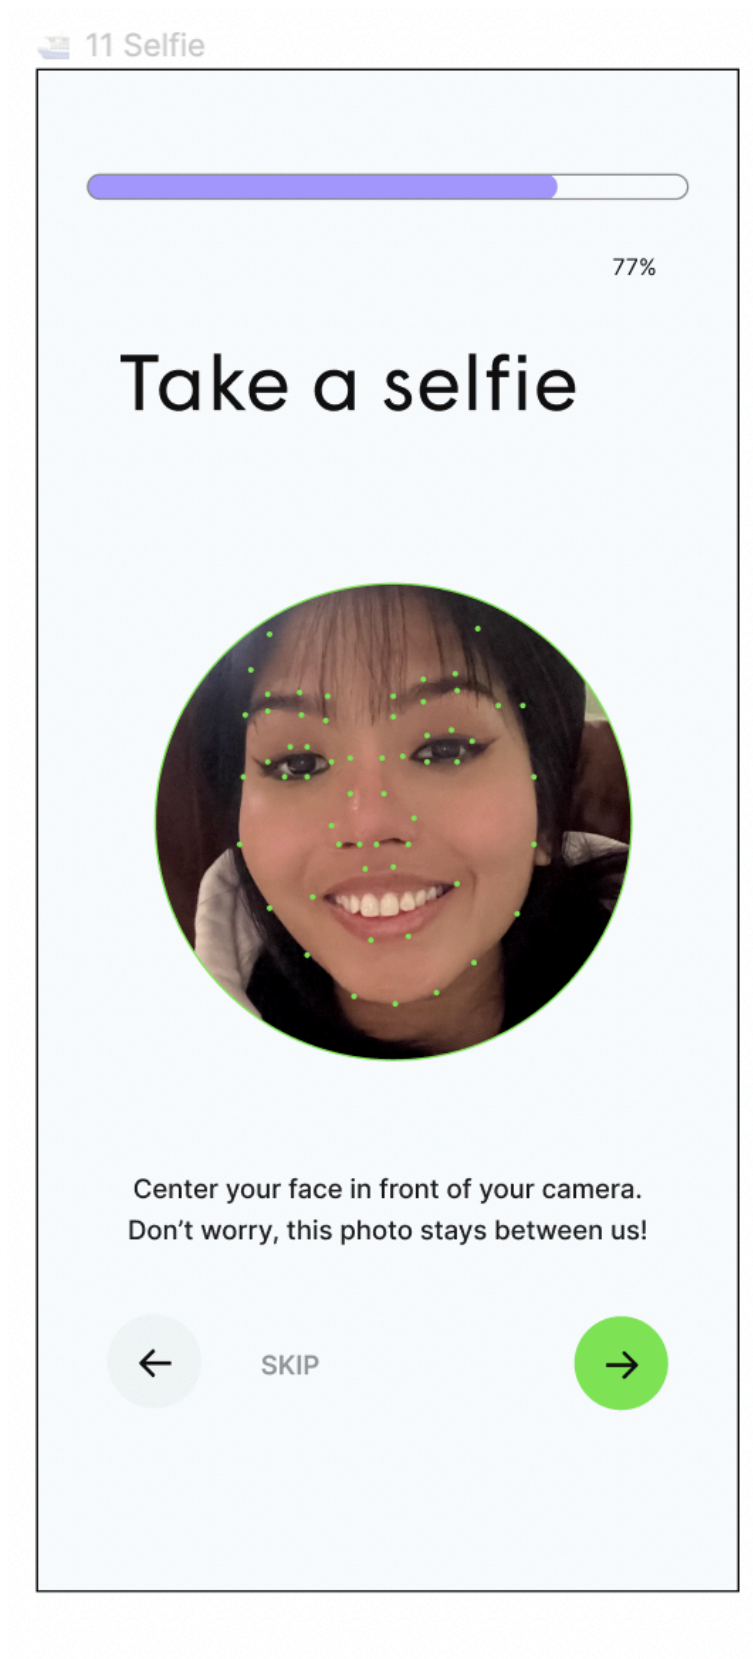 11 Selfie
77%
Take a selfie
Center your face in front of your camera.
Don’t worry, this photo stays between us!
SKIP